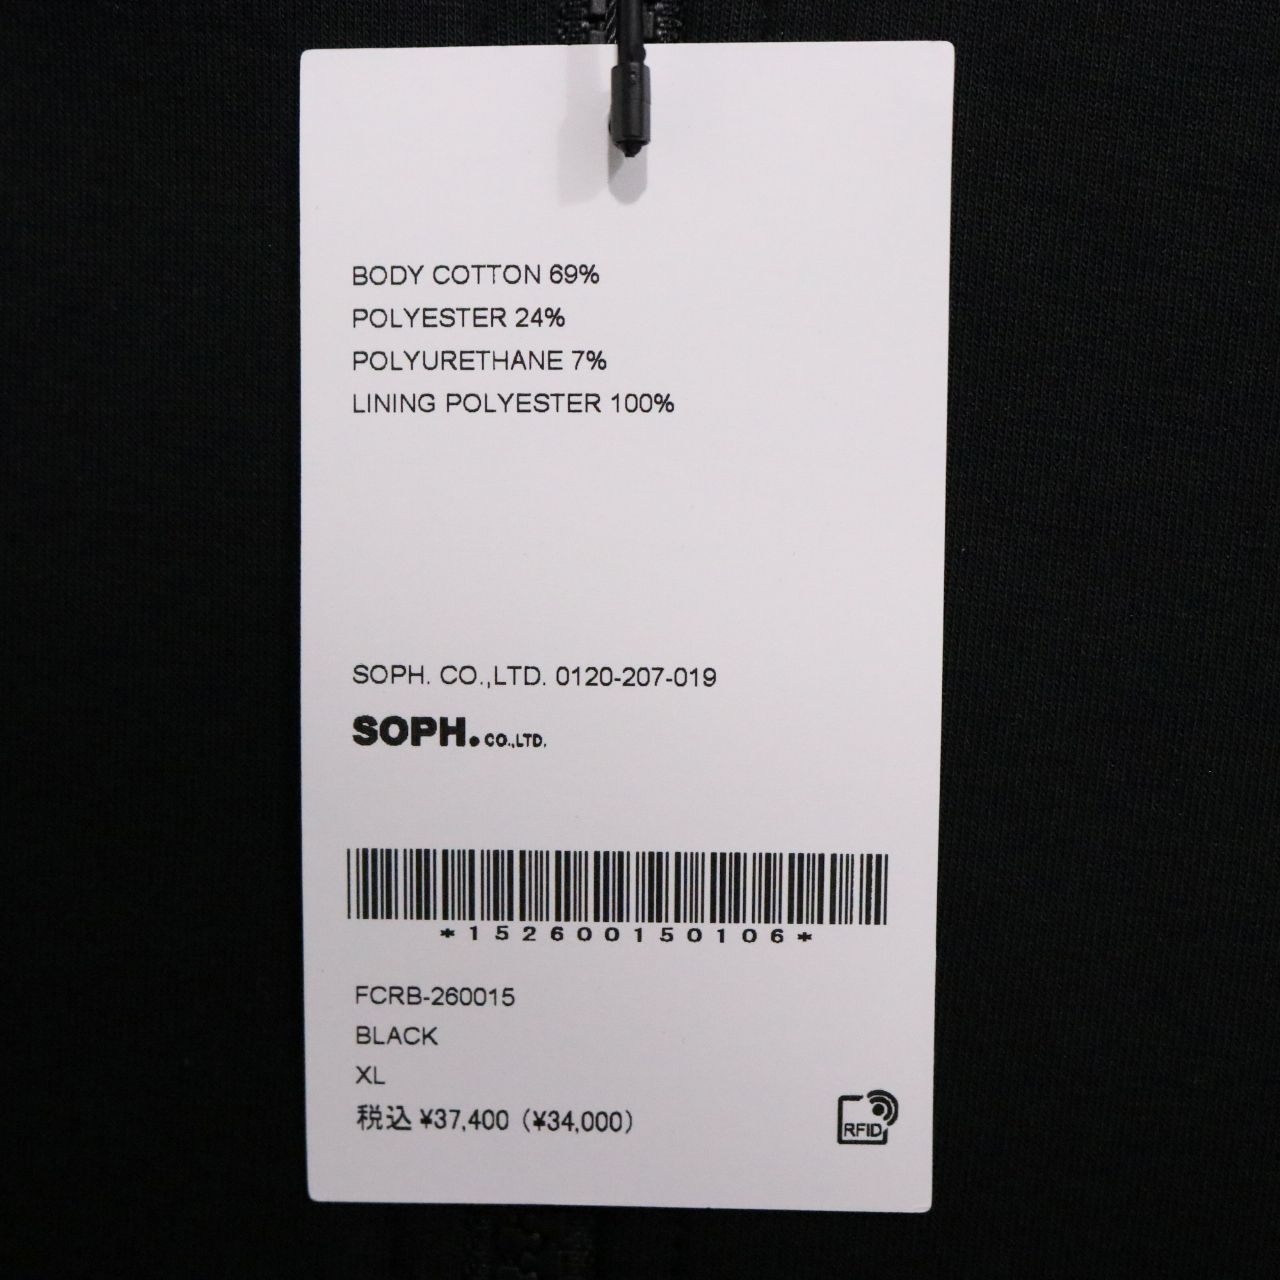 BODY COTTON 69%
POLYESTER 24%
POLYURETHANE 7%
LINING POLYESTER 100%
SOPH. CO.,LTD. 0120-207-019
SOPH. CO.,LTD.
*152600150106*
FCRB-260015
BLACK
XL
税込 ¥37,400 (¥34,000)
RFID